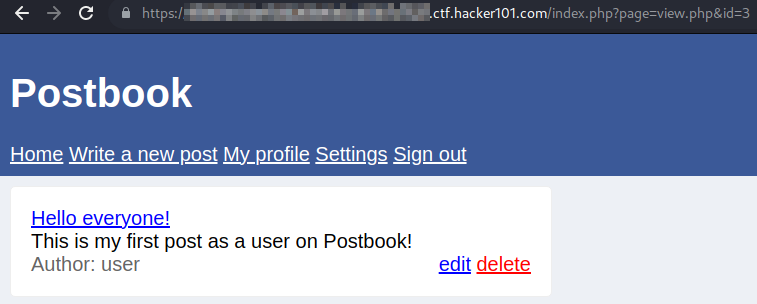 https://.ctf.hacker101.com/index.php?page=view.php&id=3
Postbook
Home Write a new post My profile Settings Sign out
Hello everyone!
This is my first post as a user on Postbook!
Author: user edit delete